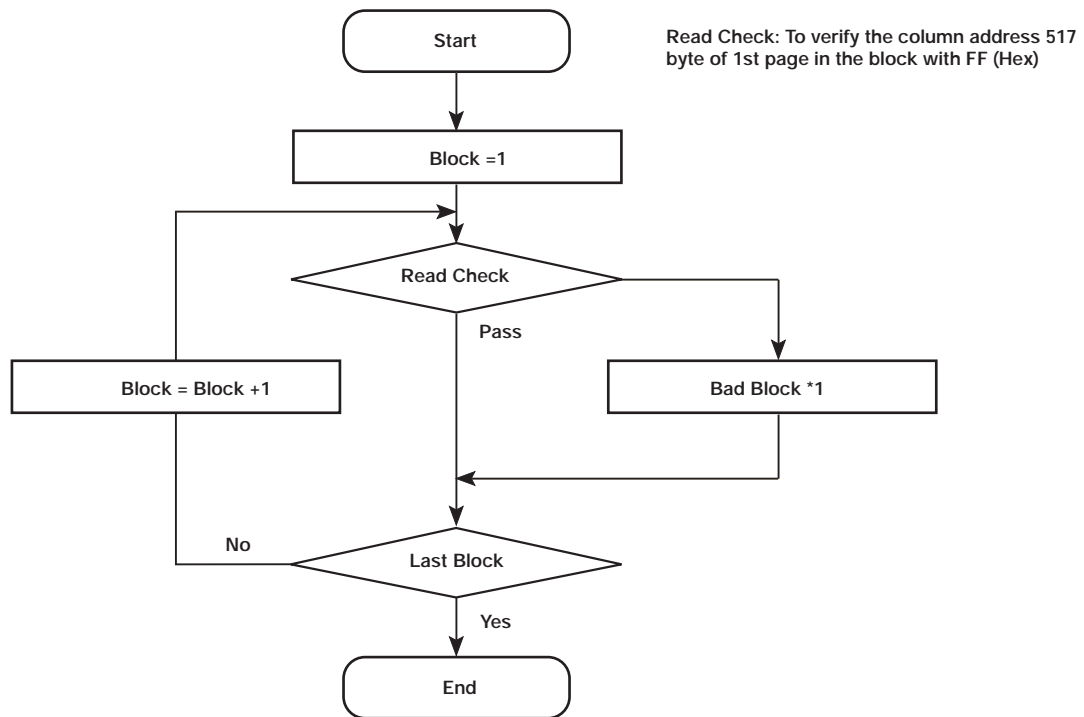 Start
Read Check: To verify the column address 517
byte of 1st page in the block with FF (Hex)
Block =1
Read Check
Pass
Block = Block +1
Bad Block *1
No
Last Block
Yes
End